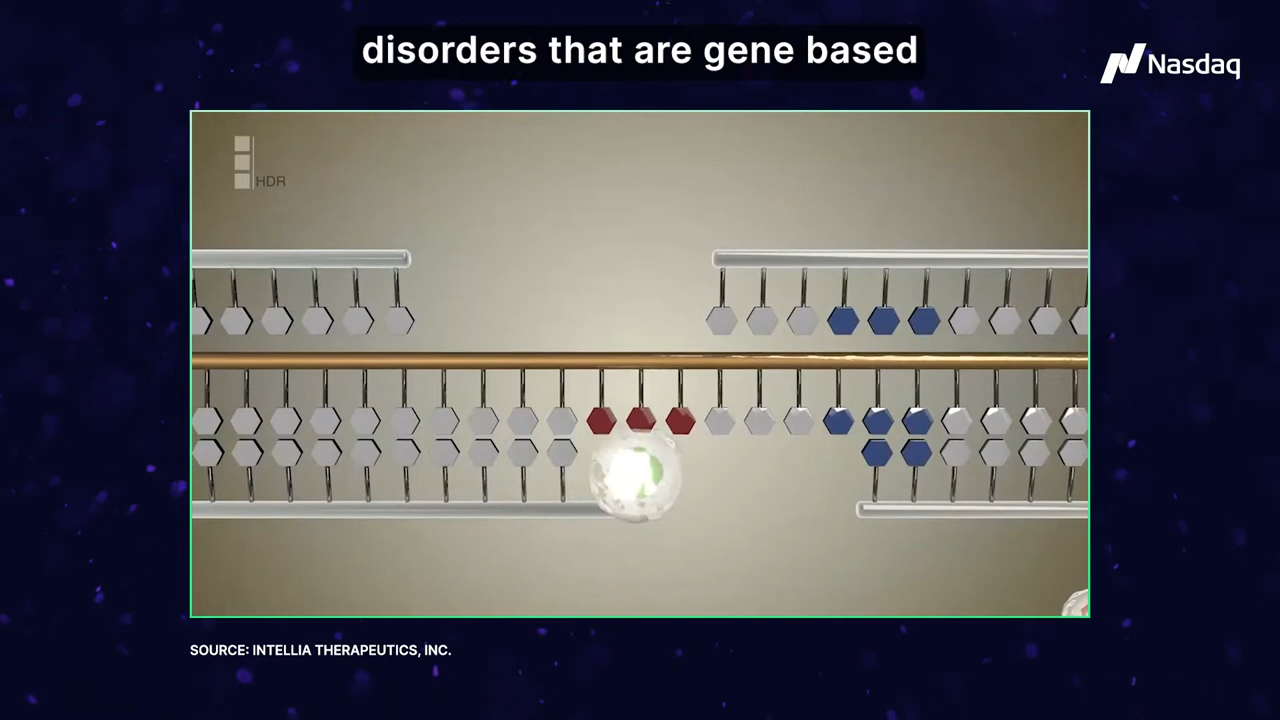 disorders that are gene based
Nasdaq
HDR
SOURCE: INTELLIA THERAPEUTICS, INC.